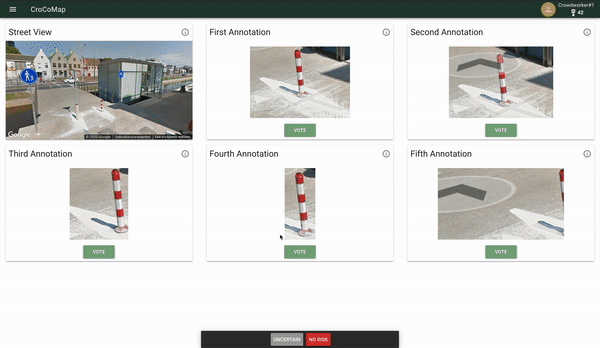 CroCoMap
Crowdworker#1
42
Street View
First Annotation
Second Annotation
Google
© 2020 Google
Gebruiksvoorwaarden
Een probleem melden
VOTE
VOTE
Third Annotation
Fourth Annotation
Fifth Annotation
VOTE
VOTE
VOTE
UNCERTAIN
NO RISK